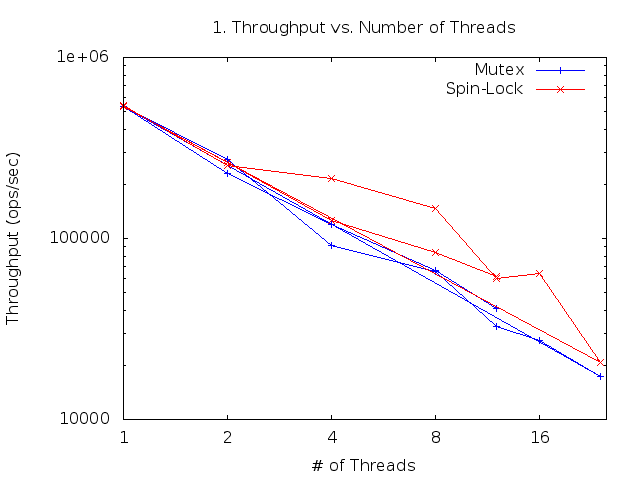 1. Throughput vs. Number of Threads
1e+06
Mutex
Spin-Lock
Throughput (ops/sec)
100000
10000
1 2 4 8 16
# of Threads